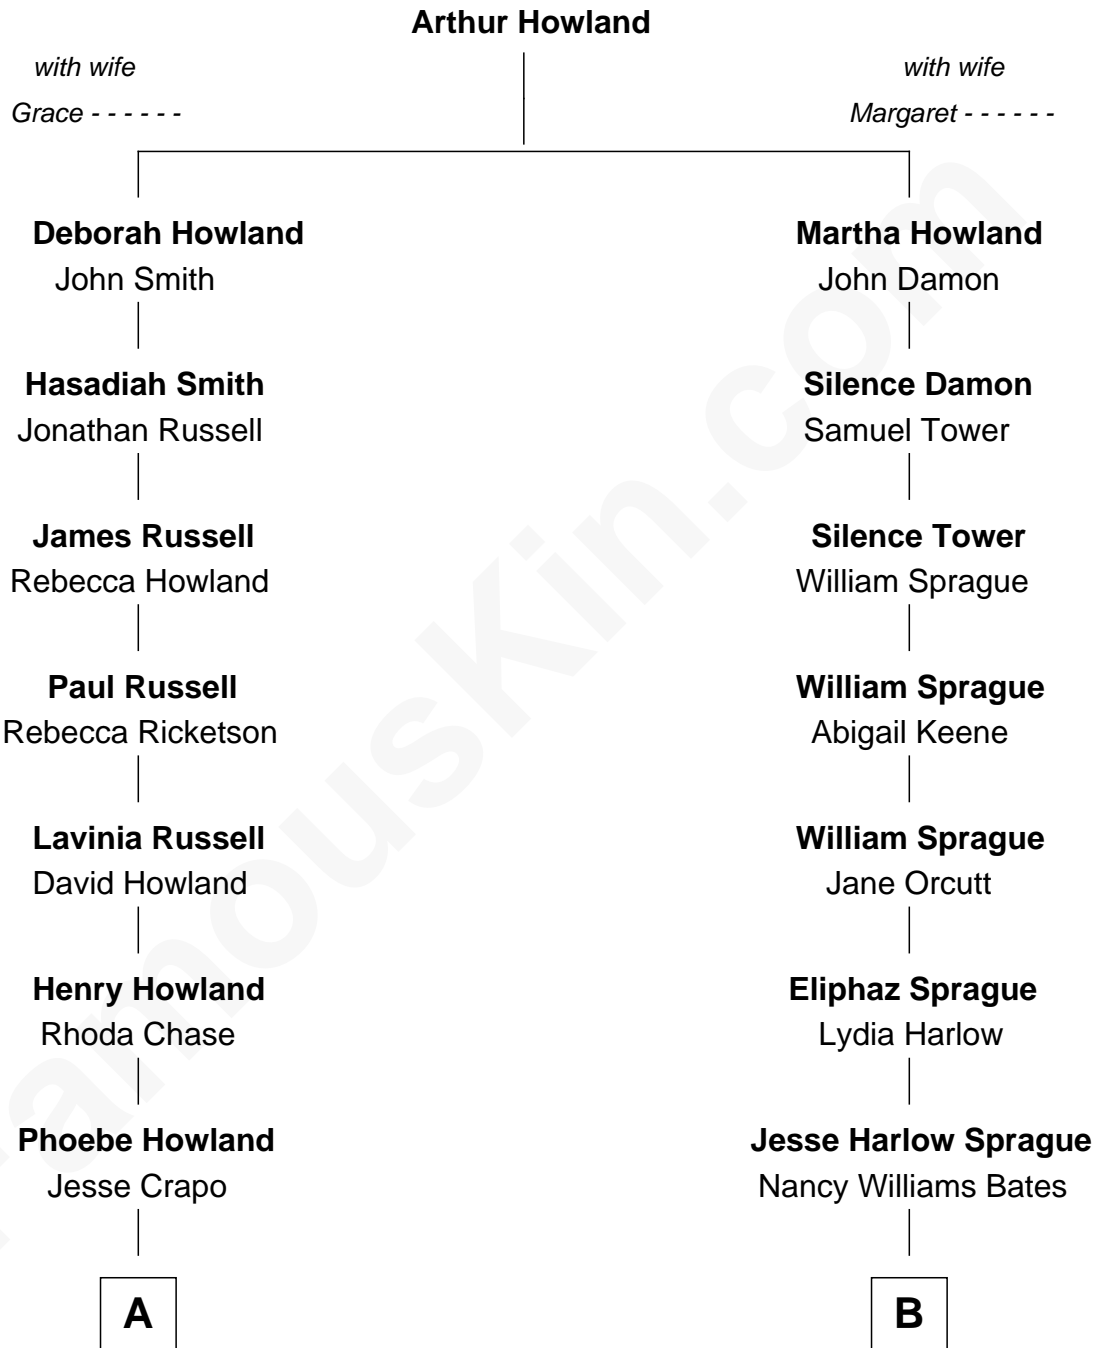 Arthur Howland
with wife
Grace - - - - - -
with wife
Margaret - - - - - -
Deborah Howland
John Smith
Martha Howland
John Damon
Hasadiah Smith
Jonathan Russell
Silence Damon
Samuel Tower
James Russell
Rebecca Howland
Silence Tower
William Sprague
Paul Russell
Rebecca Ricketson
William Sprague
Abigail Keene
Lavinia Russell
David Howland
William Sprague
Jane Orcutt
Henry Howland
Rhoda Chase
Eliphaz Sprague
Lydia Harlow
Phoebe Howland
Jesse Crapo
Jesse Harlow Sprague
Nancy Williams Bates
A
B
FamousKin.com